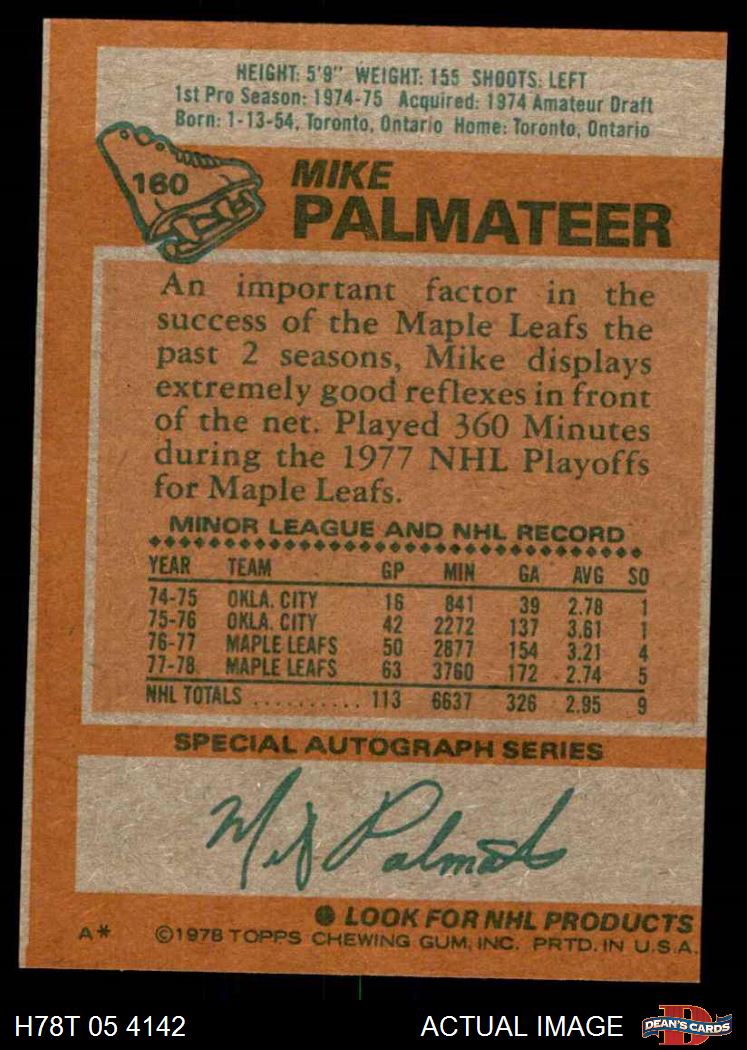 HEIGHT: 5'9" WEIGHT: 155 SHOOTS: LEFT
1st Pro Season: 1974-75 Acquired: 1974 Amateur Draft
Born: 1-13-54, Toronto, Ontario Home: Toronto, Ontario
160
MIKE
PALMATEER
An important factor in the
success of the Maple Leafs the
past 2 seasons, Mike displays
extremely good reflexes in front
of the net. Played 360 Minutes
during the 1977 NHL Playoffs
for Maple Leafs.
MINOR LEAGUE AND NHL RECORD
YEAR TEAM GP MIN GA AVG SO
74-75 OKLA. CITY 16 841 39 2.78 1
75-76 OKLA. CITY 42 2272 137 3.61 1
76-77 MAPLE LEAFS 50 2877 154 3.21 4
77-78 MAPLE LEAFS 63 3760 172 2.74 5
NHL TOTALS .......... 113 6637 326 2.95 9
SPECIAL AUTOGRAPH SERIES
Mike Palmateer
LOOK FOR NHL PRODUCTS
A* ©1978 TOPPS CHEWING GUM, INC. PRTD. IN U.S.A.
H78T 05 4142 ACTUAL IMAGE DEAN'S CARDS